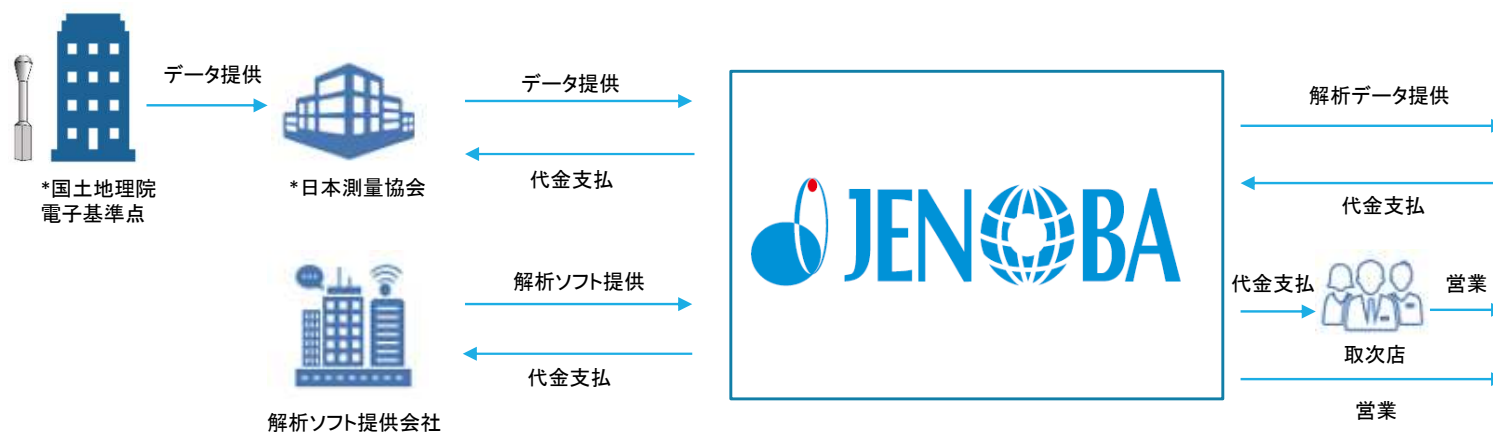 データ提供
*国土地理院
電子基準点
*日本測量協会
データ提供
代金支払
解析ソフト提供
代金支払
解析ソフト提供会社
JENOBA
解析データ提供
代金支払
代金支払
営業
取次店
営業